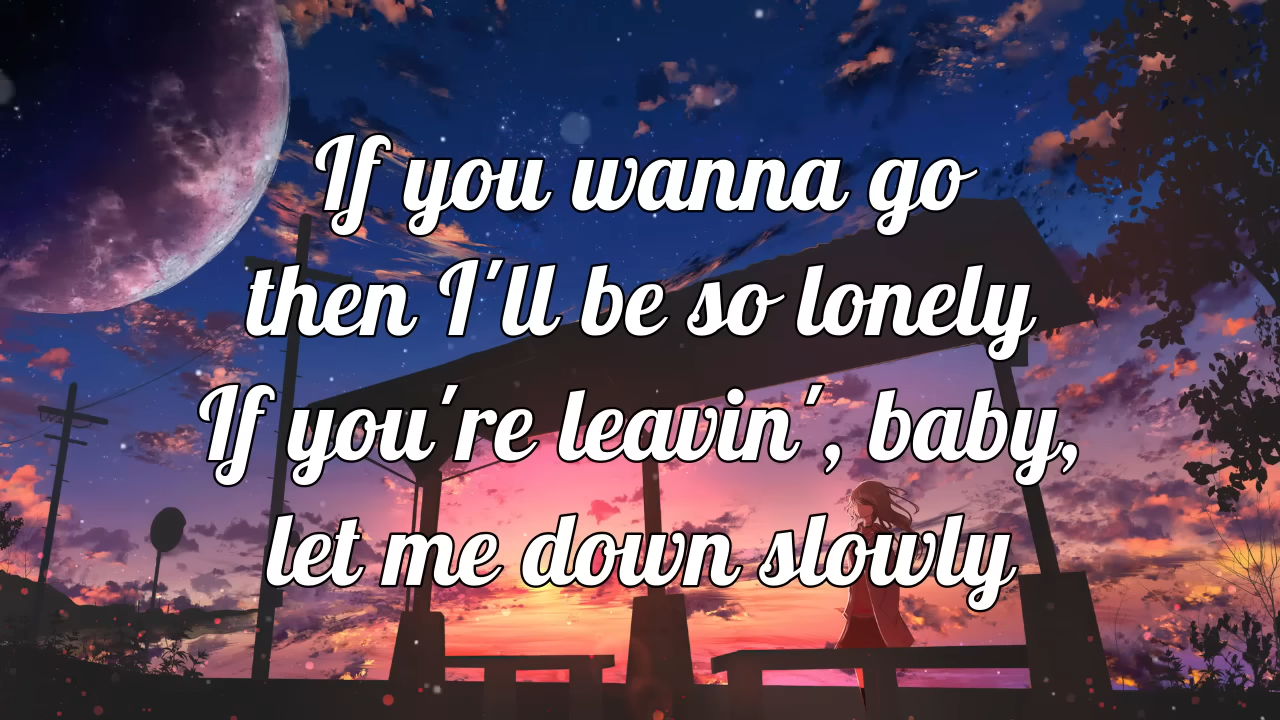 If you wanna go
then I'll be so lonely
If you're leavin', baby,
let me down slowly